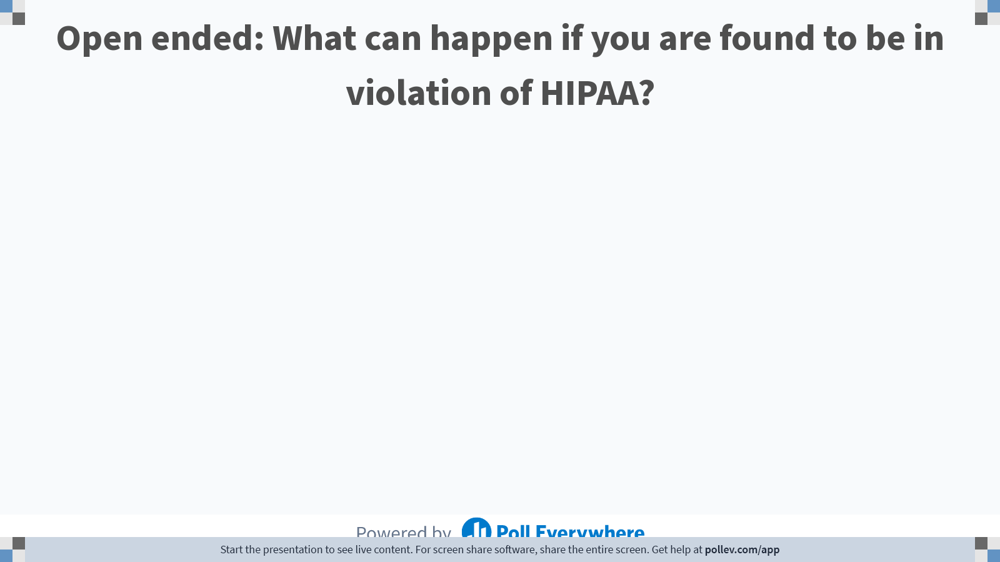 Open ended: What can happen if you are found to be in
violation of HIPAA?
Powered by Poll Everywhere
Start the presentation to see live content. For screen share software, share the entire screen. Get help at pollev.com/app